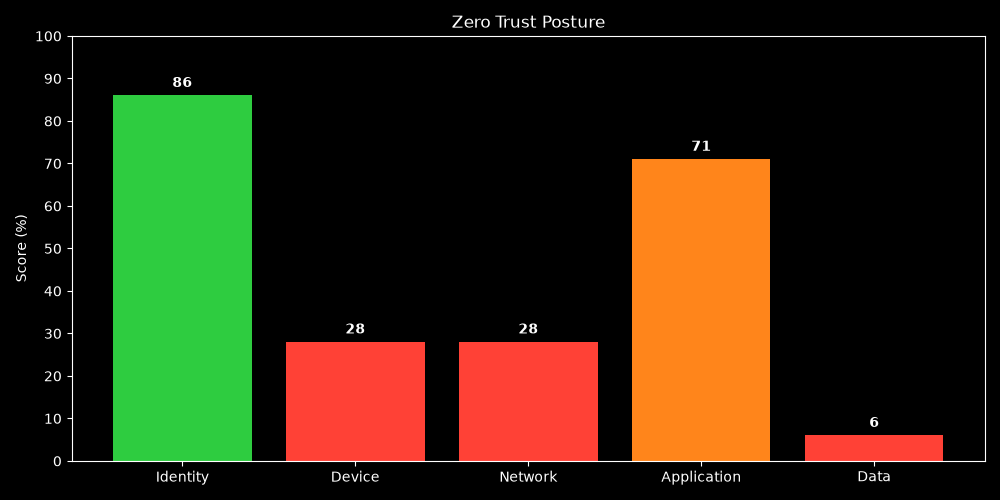 Zero Trust Posture
Score (%)
100
90
80
70
60
50
40
30
20
10
0
86
28
28
71
6
Identity
Device
Network
Application
Data